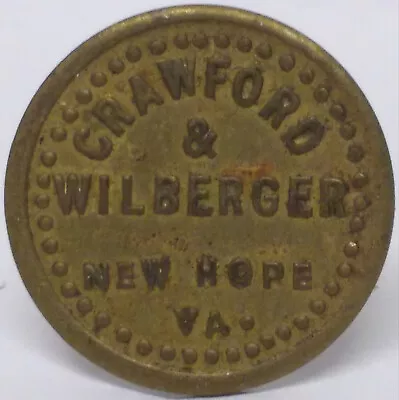 CRAWFORD
&
WILBERGER
NEW HOPE
VA.